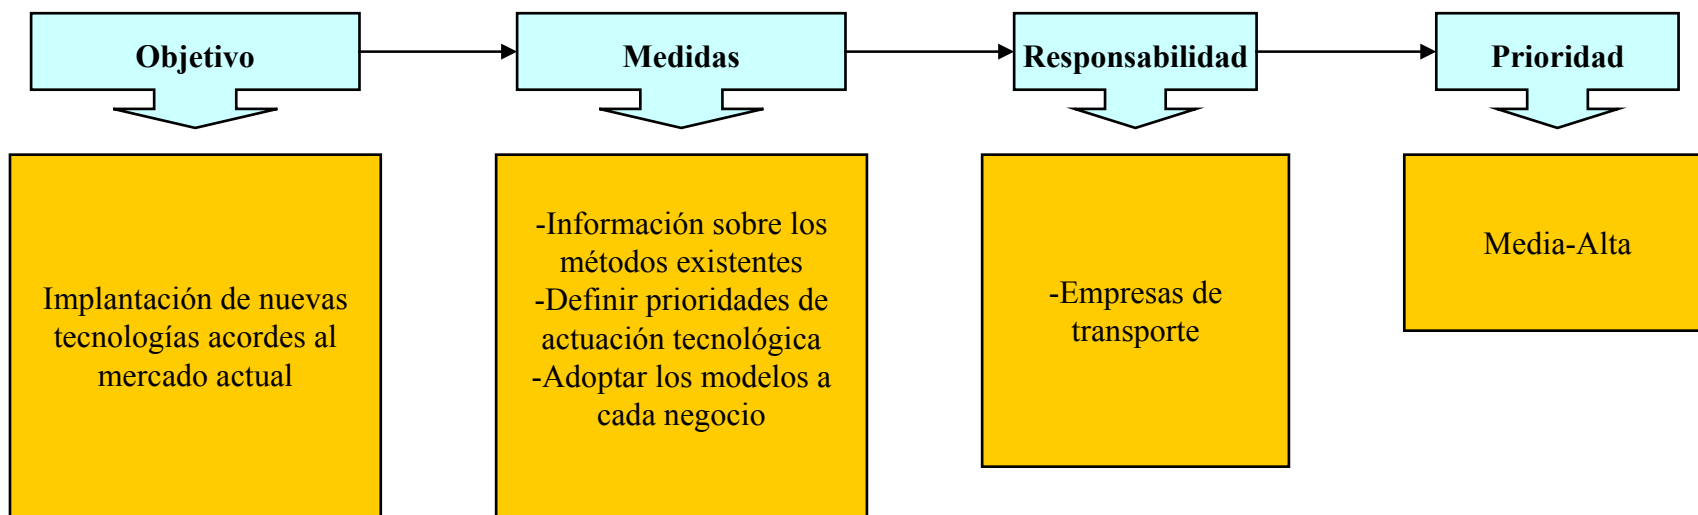 Objetivo
Medidas
Responsabilidad
Prioridad
Implantación de nuevas
tecnologías acordes al
mercado actual
-Información sobre los
métodos existentes
-Definir prioridades de
actuación tecnológica
-Adoptar los modelos a
cada negocio
-Empresas de
transporte
Media-Alta